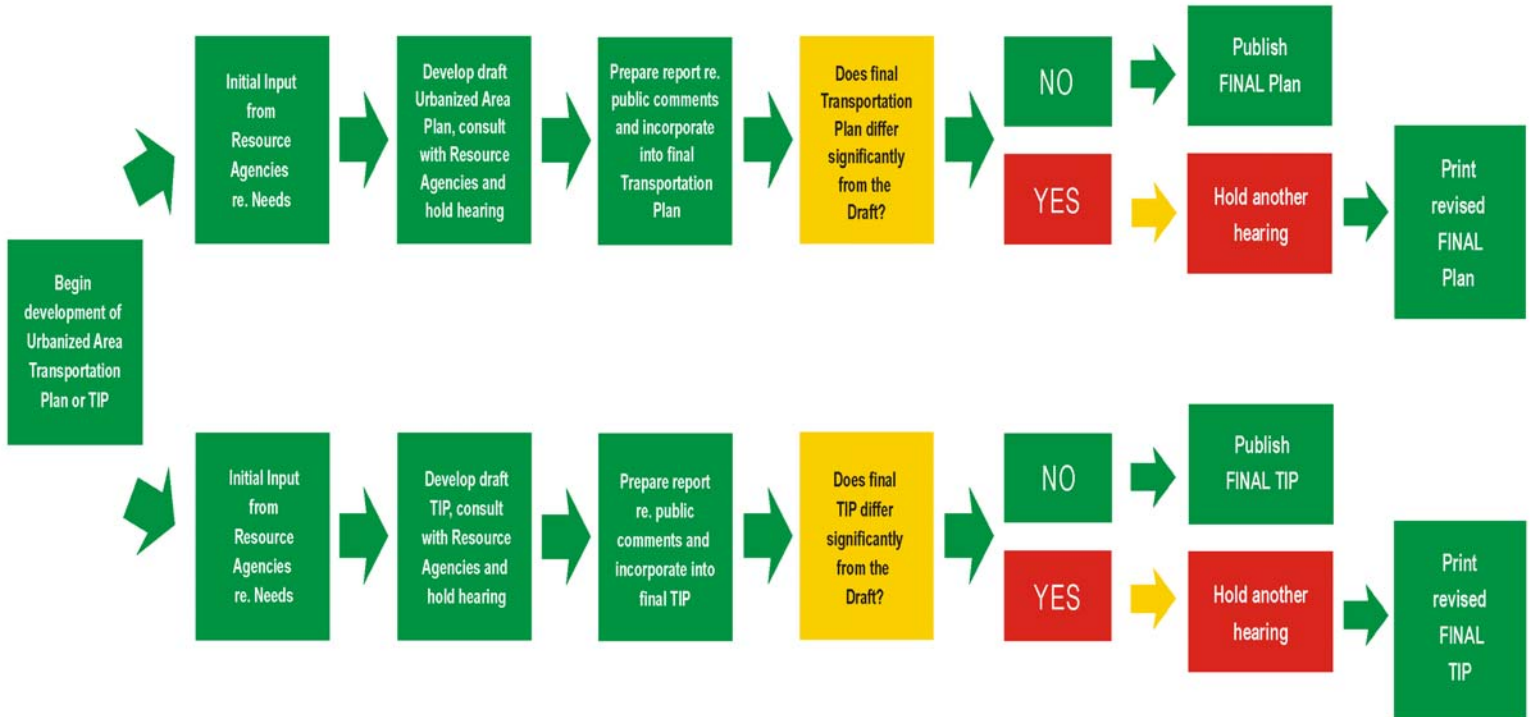 Begin
development of
Urbanized Area
Transportation
Plan or TIP
Initial Input
from
Resource
Agencies
re. Needs
Develop draft
Urbanized Area
Plan, consult
with Resource
Agencies and
hold hearing
Prepare report re.
public comments
and incorporate
into final
Transportation
Plan
Does final
Transportation
Plan differ
significantly
from the
Draft?
NO
Publish
FINAL Plan
YES
Hold another
hearing
Print
revised
FINAL
Plan
Initial Input
from
Resource
Agencies
re. Needs
Develop draft
TIP, consult
with Resource
Agencies and
hold hearing
Prepare report
re. public
comments and
incorporate into
final TIP
Does final
TIP differ
significantly
from the
Draft?
NO
Publish
FINAL TIP
YES
Hold another
hearing
Print
revised
FINAL
TIP